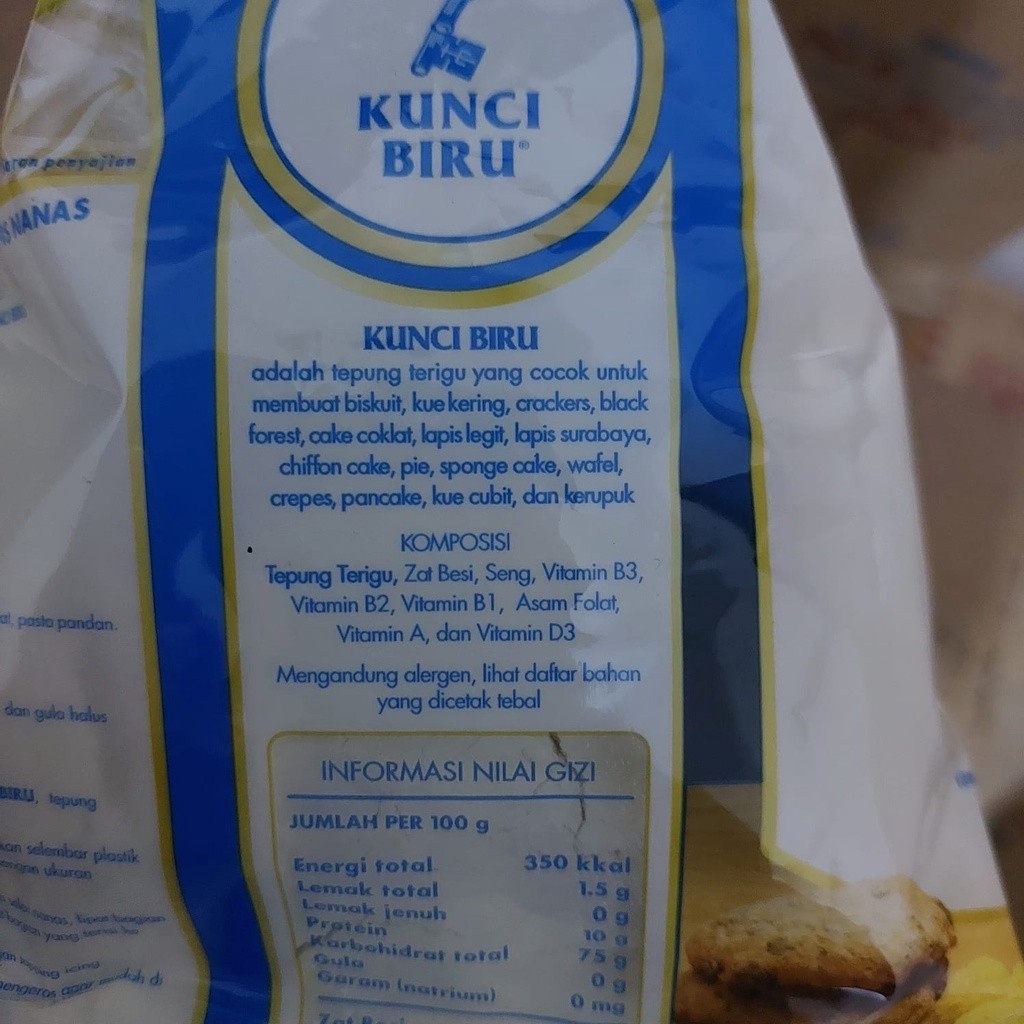 KUNCI
BIRU®
penyajian
NANAS
KUNCI BIRU
adalah tepung terigu yang cocok untuk
membuat biskuit, kue kering, crackers, black
forest, cake coklat, lapis legit, lapis surabaya,
chiffon cake, pie, sponge cake, wafel,
crepes, pancake, kue cubit, dan kerupuk
KOMPOSISI
Tepung Terigu, Zat Besi, Seng, Vitamin B3,
Vitamin B2, Vitamin B1, Asam Folat,
Vitamin A, dan Vitamin D3
Mengandung alergen, lihat daftar bahan
yang dicetak tebal
INFORMASI NILAI GIZI
JUMLAH PER 100 g
Energi total 350 kkal
Lemak total 1.5 g
Lemak jenuh 0 g
Protein 10 g
Karbohidrat total 75 g
Gula 0 g
Garam (natrium) 0 mg
Zat
pasta pandan.
dan gula halus
BIRU, tepung
selembar plastik
ukuran